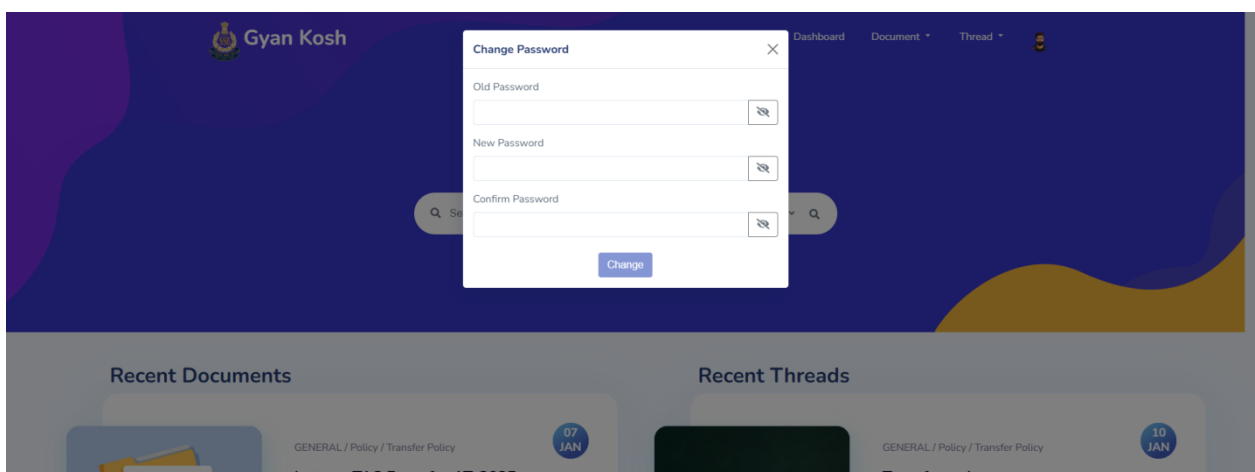 Gyan Kosh
Dashboard
Document
Thread
Change Password
Old Password
New Password
Confirm Password
Change
Recent Documents
GENERAL / Policy / Transfer Policy
07
JAN
Recent Threads
GENERAL / Policy / Transfer Policy
10
JAN